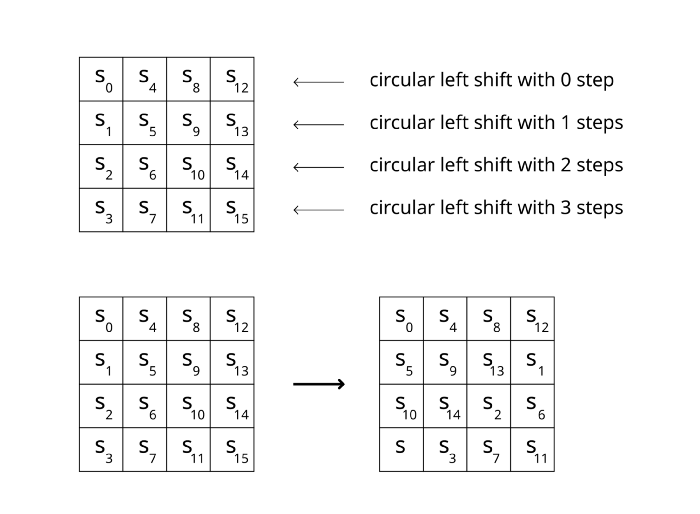 S0 S4 S8 S12 circular left shift with 0 step
S1 S5 S9 S13 circular left shift with 1 steps
S2 S6 S10 S14 circular left shift with 2 steps
S3 S7 S11 S15 circular left shift with 3 steps
S0 S4 S8 S12 S0 S4 S8 S12
S1 S5 S9 S13 S5 S9 S13 S1
S2 S6 S10 S14 S10 S14 S2 S6
S3 S7 S11 S15 S S3 S7 S11